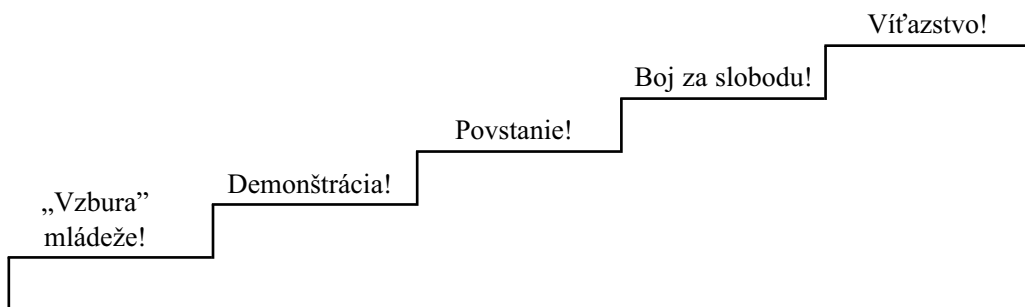 „Vzbura”
mládeže!
Demonštrácia!
Povstanie!
Boj za slobodu!
Víťazstvo!